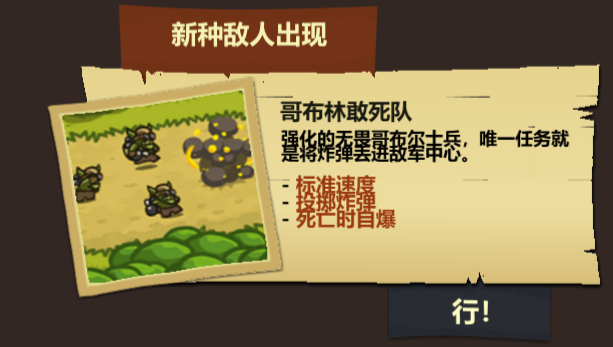 新种敌人出现
哥布林敢死队
强化的无畏哥布尔士兵，唯一任务就
是将炸弹丢进敌军中心。
- 标准速度
- 投掷炸弹
- 死亡时自爆
行！